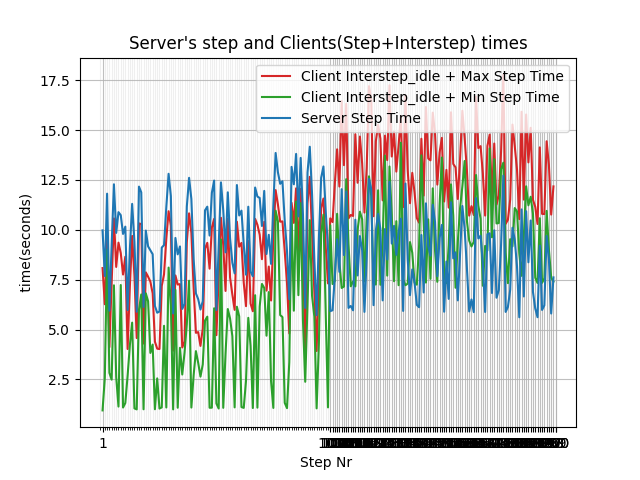 Server's step and Clients(Step+Interstep) times
Client Interstep_idle + Max Step Time
Client Interstep_idle + Min Step Time
Server Step Time
time(seconds)
17.5
15.0
12.5
10.0
7.5
5.0
2.5
1
Step Nr